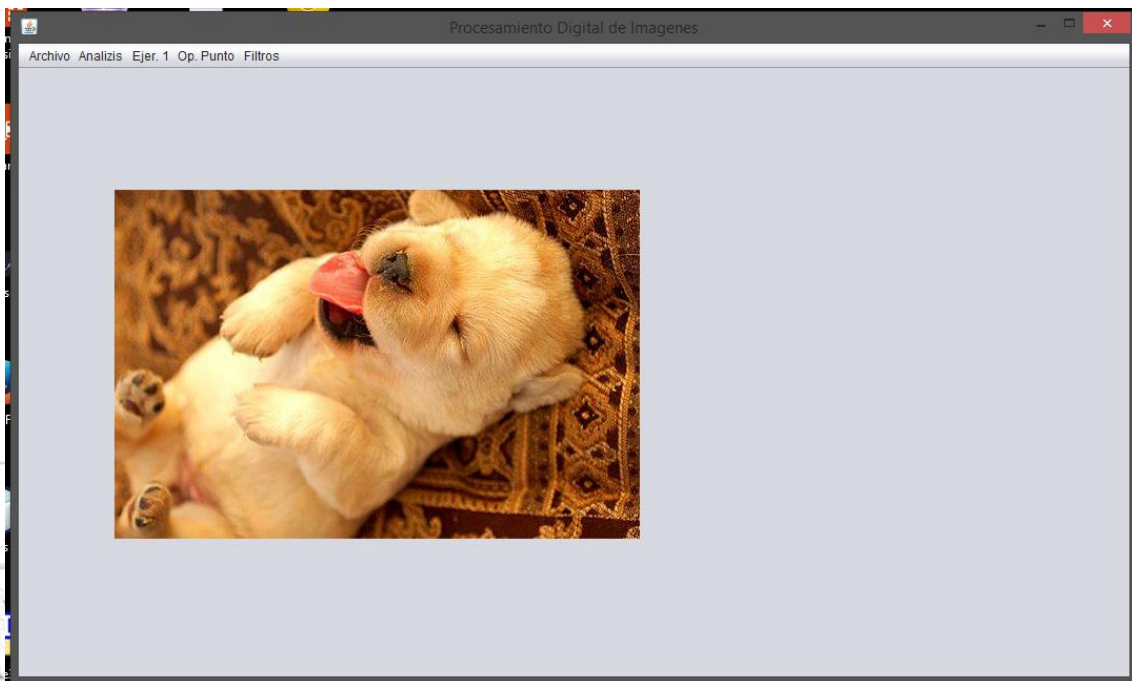 Procesamiento Digital de Imagenes
Archivo Analizis Ejer. 1 Op. Punto Filtros